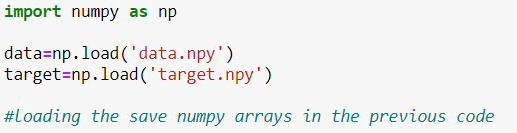 import numpy as np
data=np.load('data.npy')
target=np.load('target.npy')
#loading the save numpy arrays in the previous code